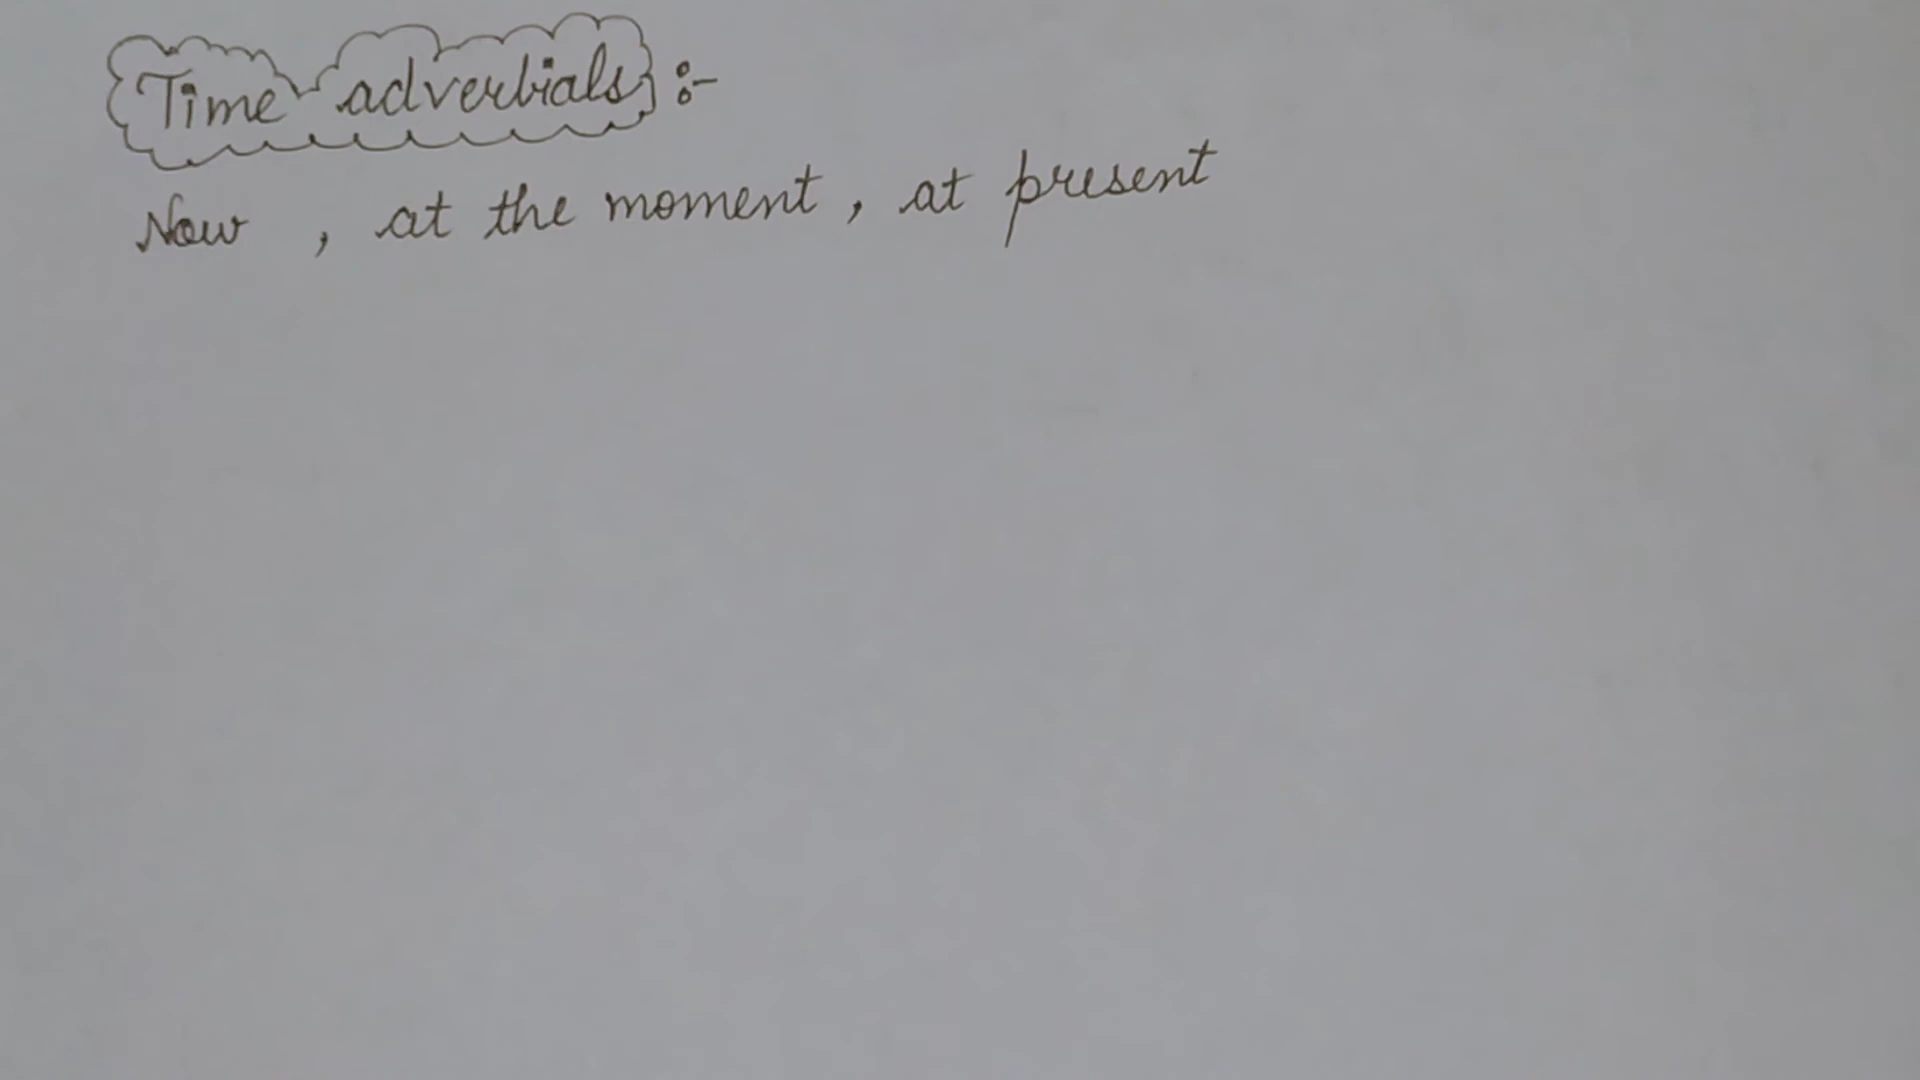 Time adverbials :-
Now , at the moment , at present